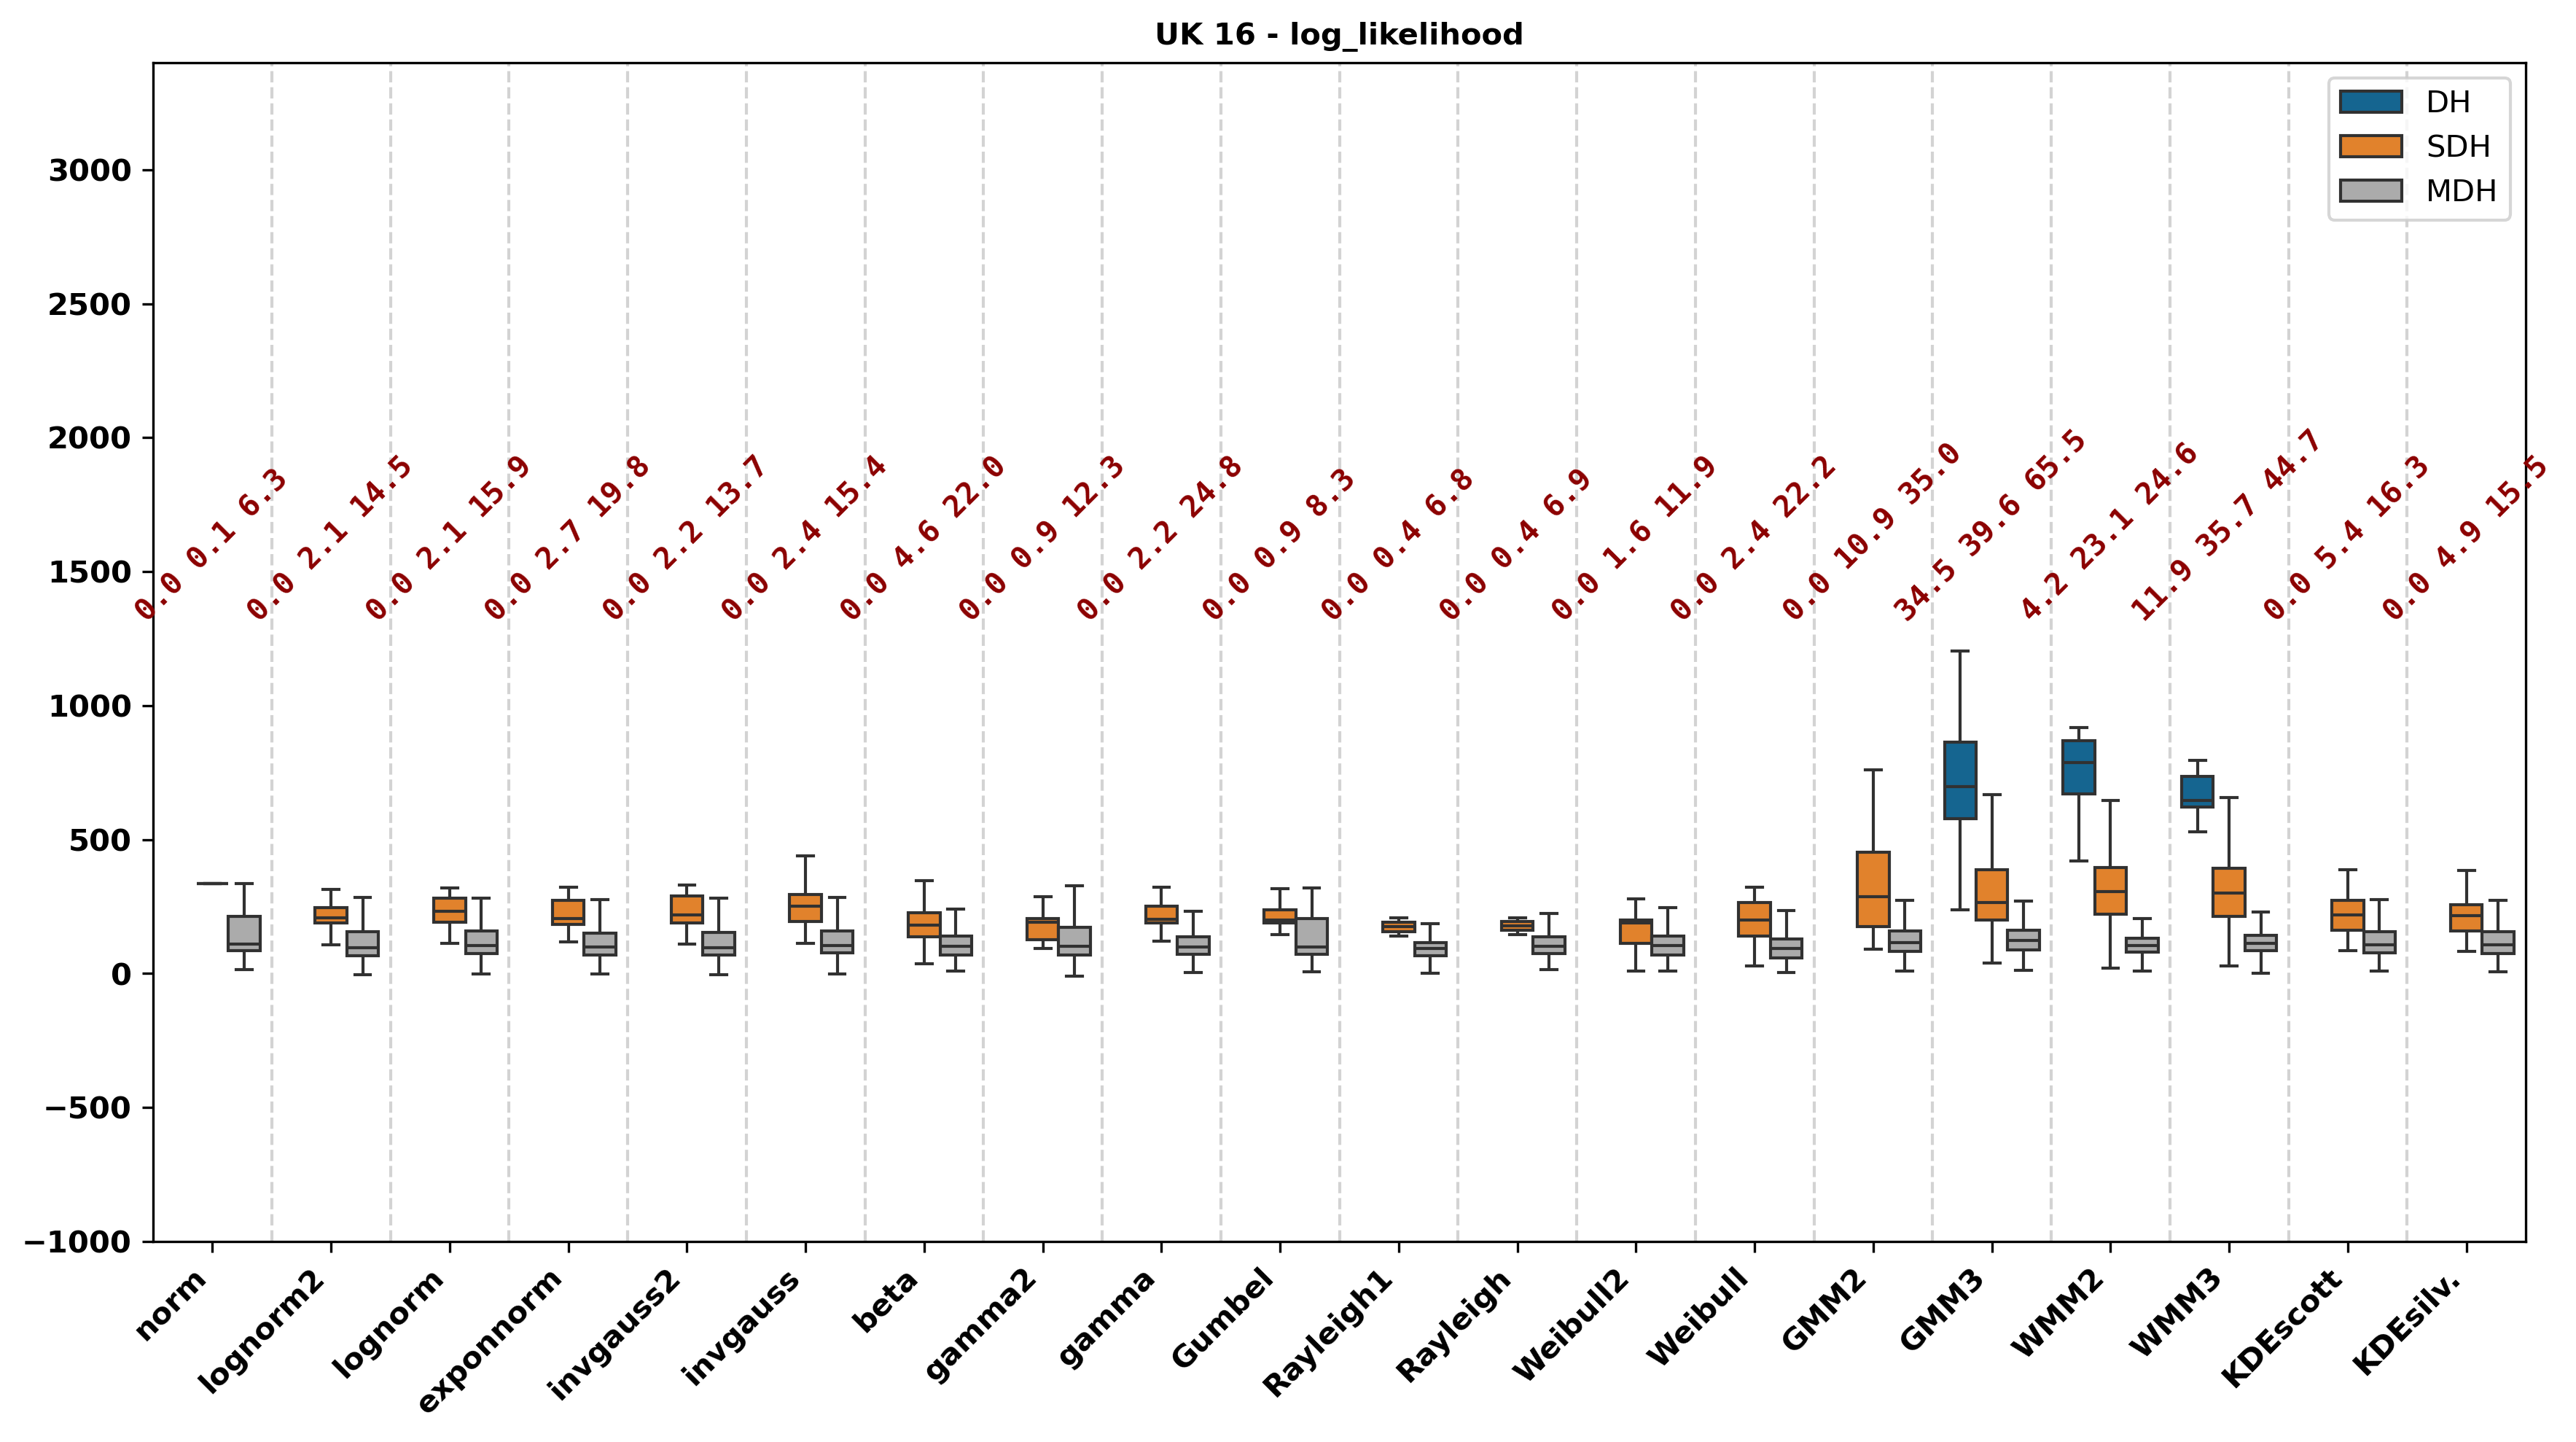 UK 16 - log_likelihood
DH
SDH
MDH
3000
2500
2000
1500
1000
500
0
−500
−1000
0.0 0.1 6.3
0.0 2.1 14.5
0.0 2.1 15.9
0.0 2.7 19.8
0.0 2.2 13.7
0.0 2.4 15.4
0.0 4.6 22.0
0.0 0.9 12.3
0.0 2.2 24.8
0.0 0.9 8.3
0.0 0.4 6.8
0.0 0.4 6.9
0.0 1.6 11.9
0.0 2.4 22.2
0.0 10.9 35.0
34.5 39.6 65.5
4.2 23.1 24.6
11.9 35.7 44.7
0.0 5.4 16.3
0.0 4.9 15.5
norm
lognorm2
lognorm
exponnorm
invgauss2
invgauss
beta
gamma2
gamma
Gumbel
Rayleigh1
Rayleigh
Weibull2
Weibull
GMM2
GMM3
WMM2
WMM3
KDEscott
KDEsilv.